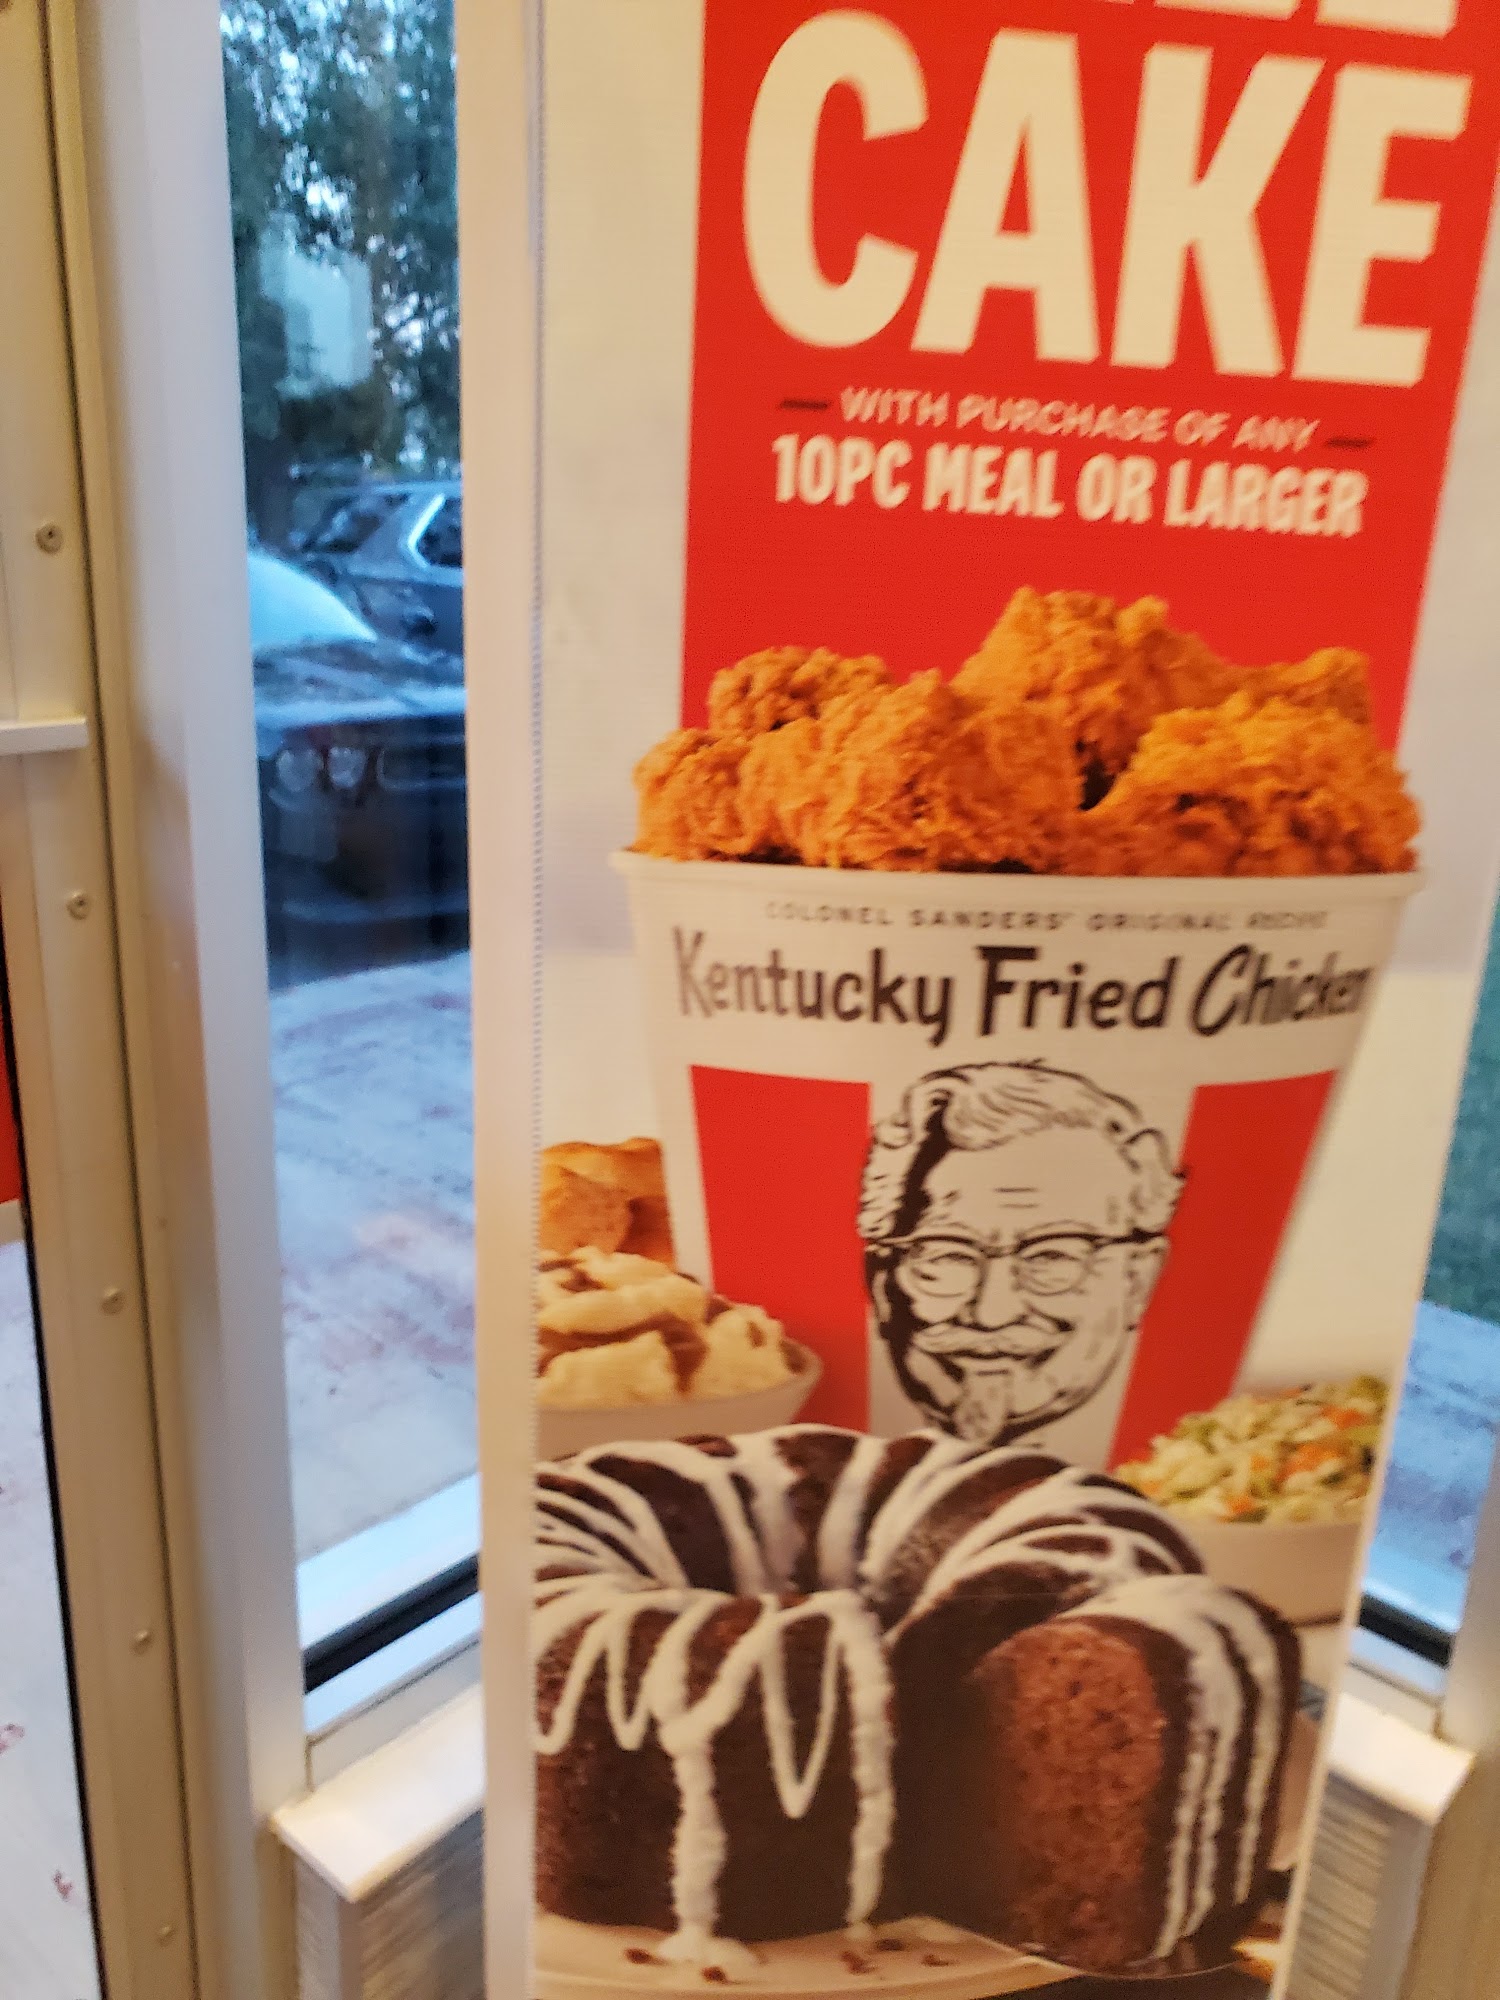 CAKE
WITH PURCHASE OF ANY
10PC MEAL OR LARGER
COLONEL SANDERS' ORIGINAL RECIPE
Kentucky Fried Chicken